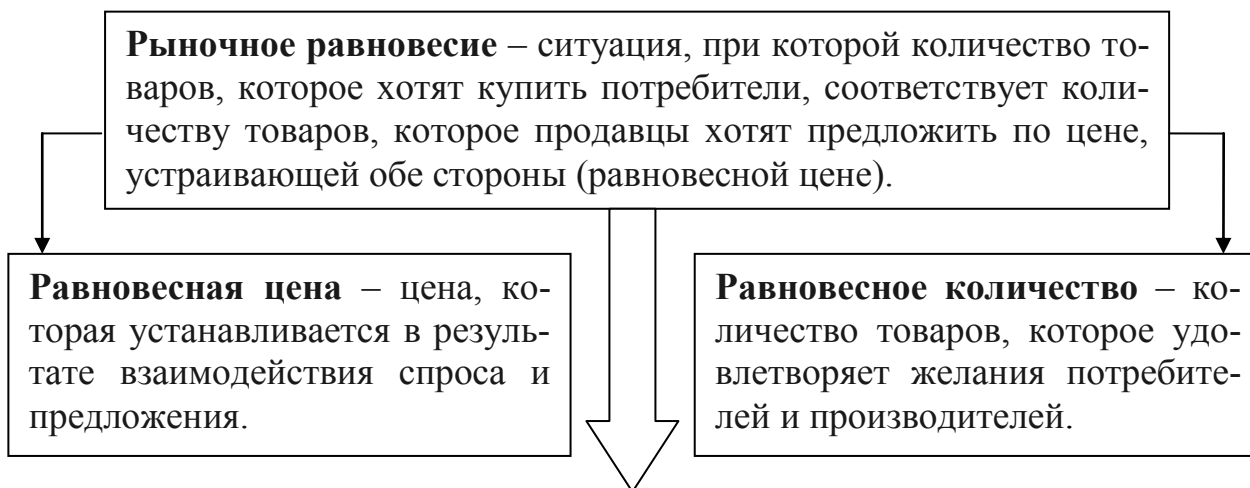 Рыночное равновесие – ситуация, при которой количество то-
варов, которое хотят купить потребители, соответствует коли-
честву товаров, которое продавцы хотят предложить по цене,
устраивающей обе стороны (равновесной цене).
Равновесная цена – цена, ко-
торая устанавливается в резуль-
тате взаимодействия спроса и
предложения.
Равновесное количество – ко-
личество товаров, которое удо-
влетворяет желания потребите-
лей и производителей.